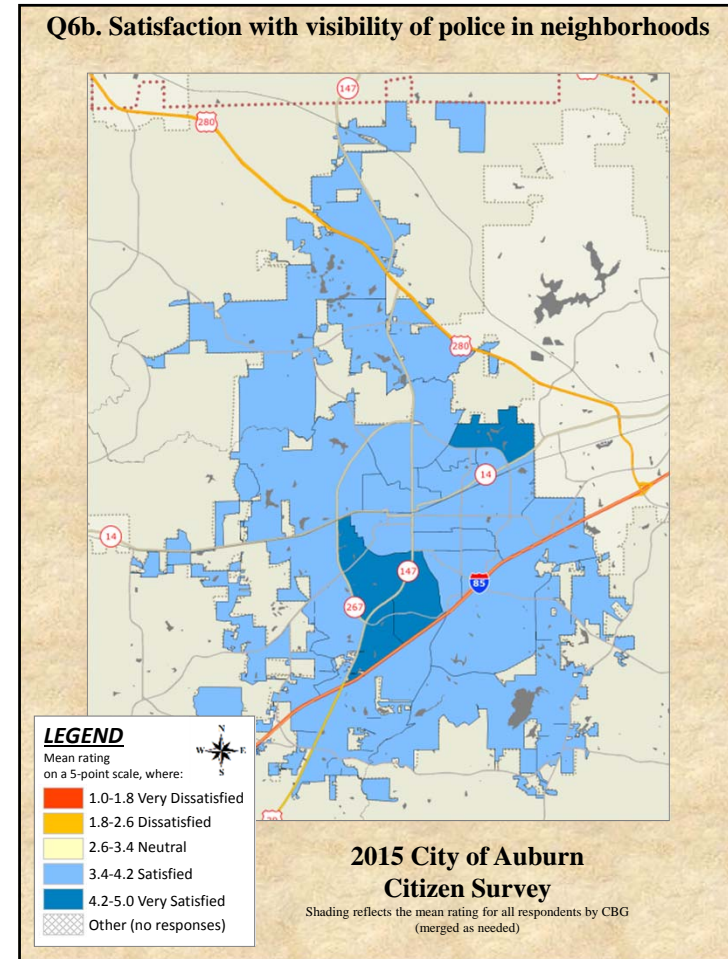 Q6b. Satisfaction with visibility of police in neighborhoods
147
280
280
14
14
147
85
267
LEGEND
Mean rating
on a 5-point scale, where:
N
W
E
S
1.0-1.8 Very Dissatisfied
1.8-2.6 Dissatisfied
2.6-3.4 Neutral
3.4-4.2 Satisfied
4.2-5.0 Very Satisfied
Other (no responses)
2015 City of Auburn
Citizen Survey
Shading reflects the mean rating for all respondents by CBG
(merged as needed)